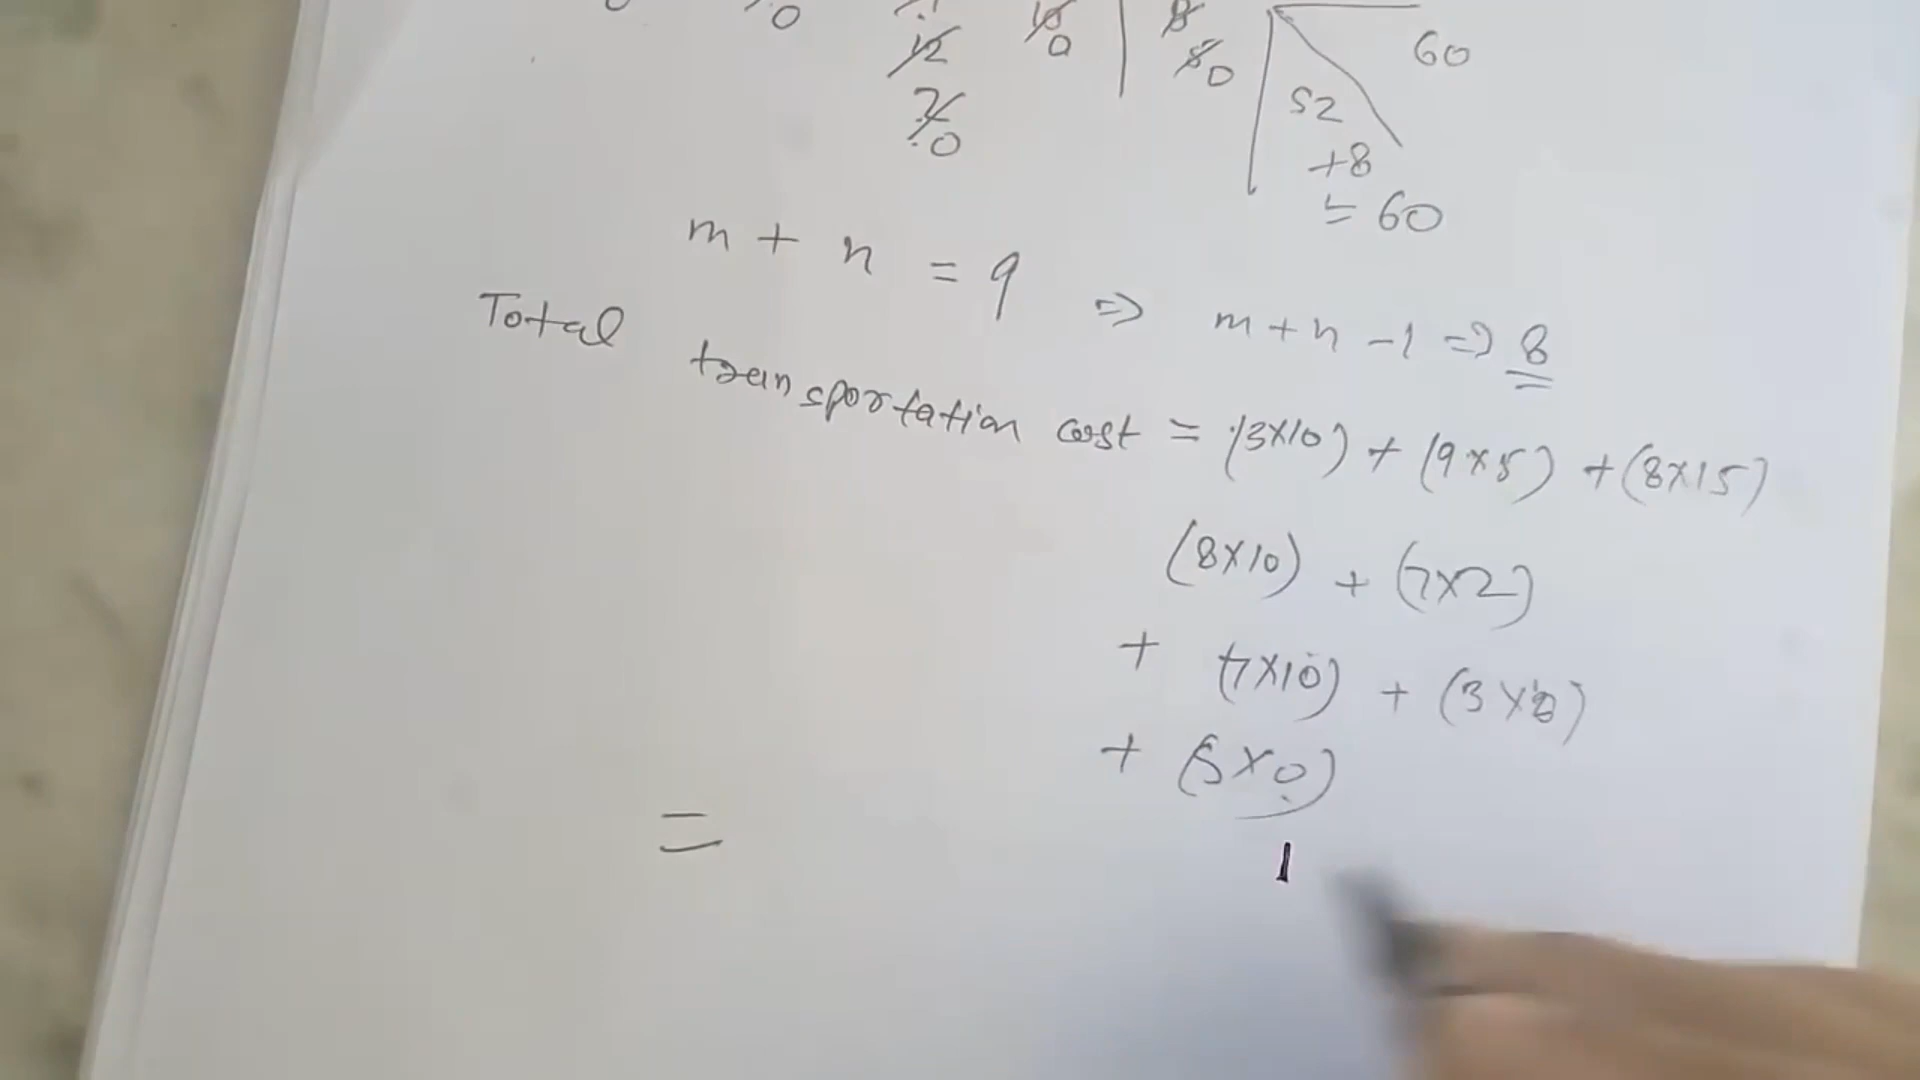 60
52
+8
= 60
m + n = 9 => m+n-1 => 8
Total transportation cost = (3×10) + (9×5) + (8×15)
(8×10) + (7×2)
+ (7×10) + (3×
+ (8×0)
=